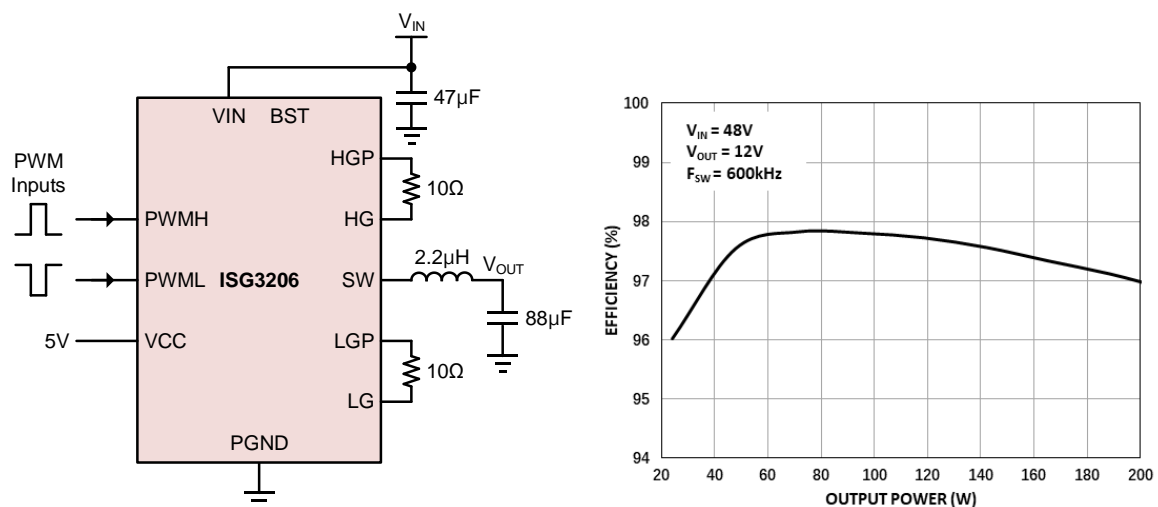 VIN
47µF
VIN BST
HGP
10Ω
HG
PWM
Inputs
PWMH
2.2µH
VOUT
PWML ISG3206 SW
88µF
5V
VCC
LGP
10Ω
LG
PGND
100
99
98
97
96
95
94
EFFICIENCY (%)
VIN = 48V
VOUT = 12V
FSW = 600kHz
20 40 60 80 100 120 140 160 180 200
OUTPUT POWER (W)